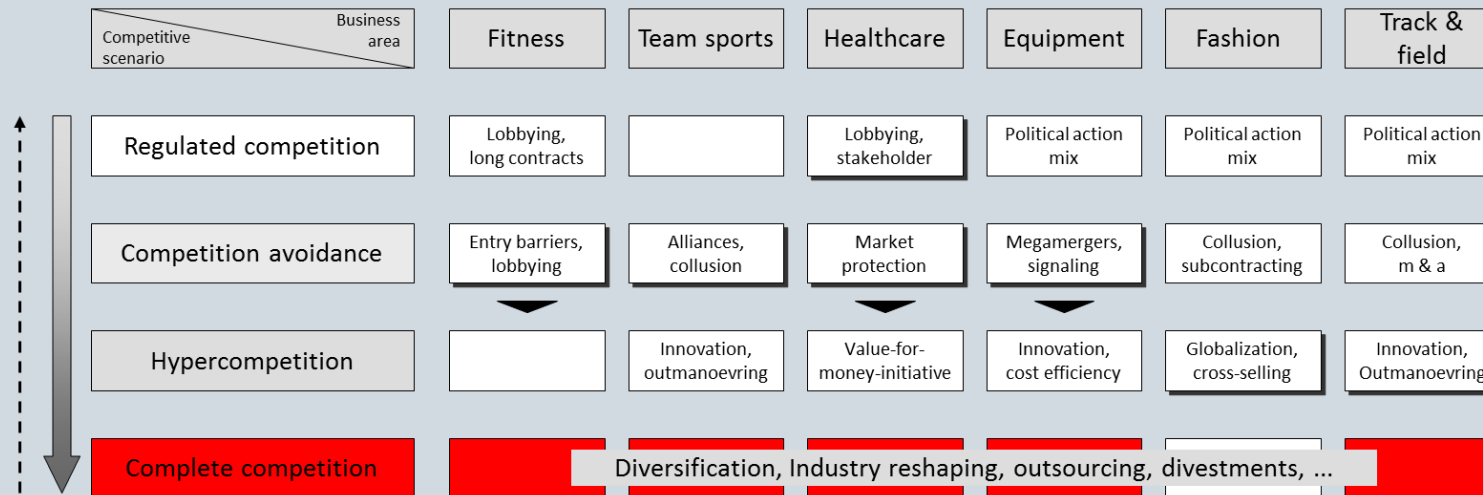 Competitive
scenario
Business
area
Fitness
Team sports
Healthcare
Equipment
Fashion
Track &
field
Regulated competition
Lobbying,
long contracts
Lobbying,
stakeholder
Political action
mix
Political action
mix
Political action
mix
Competition avoidance
Entry barriers,
lobbying
Alliances,
collusion
Market
protection
Megamergers,
signaling
Collusion,
subcontracting
Collusion,
m & a
Hypercompetition
Innovation,
outmanoevring
Value-for-
money-initiative
Innovation,
cost efficiency
Globalization,
cross-selling
Innovation,
Outmanoevring
Complete competition
Diversification, Industry reshaping, outsourcing, divestments, ...